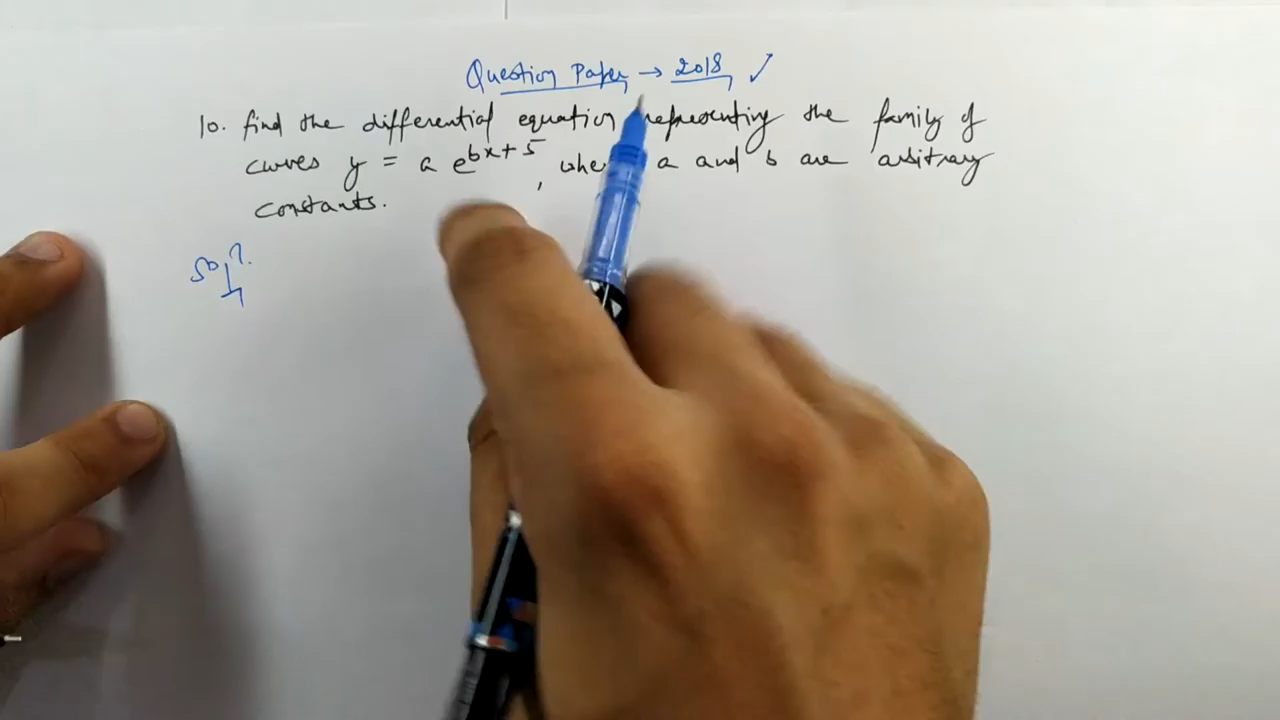 Question Paper → 2018 ✓
10. find the differential equation representing the family of
curves y = a e^{bx+5}, where a and b are arbitrary
constants.
Sol?.